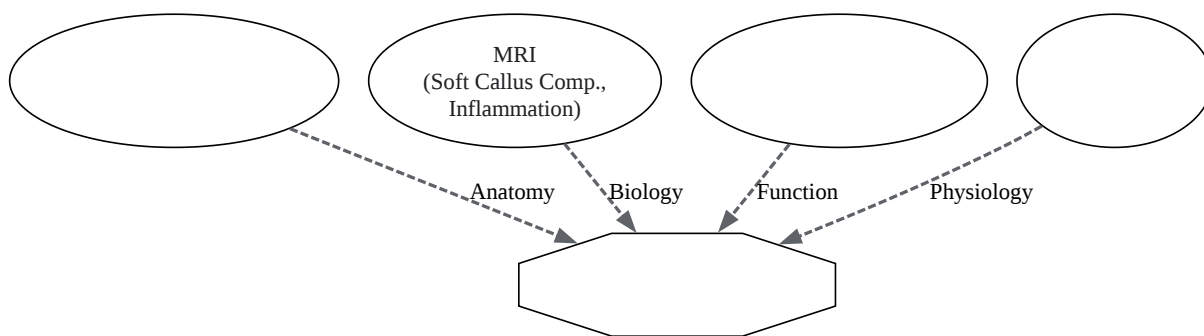 MRI
(Soft Callus Comp.,
Inflammation)
Anatomy
Biology
Function
Physiology